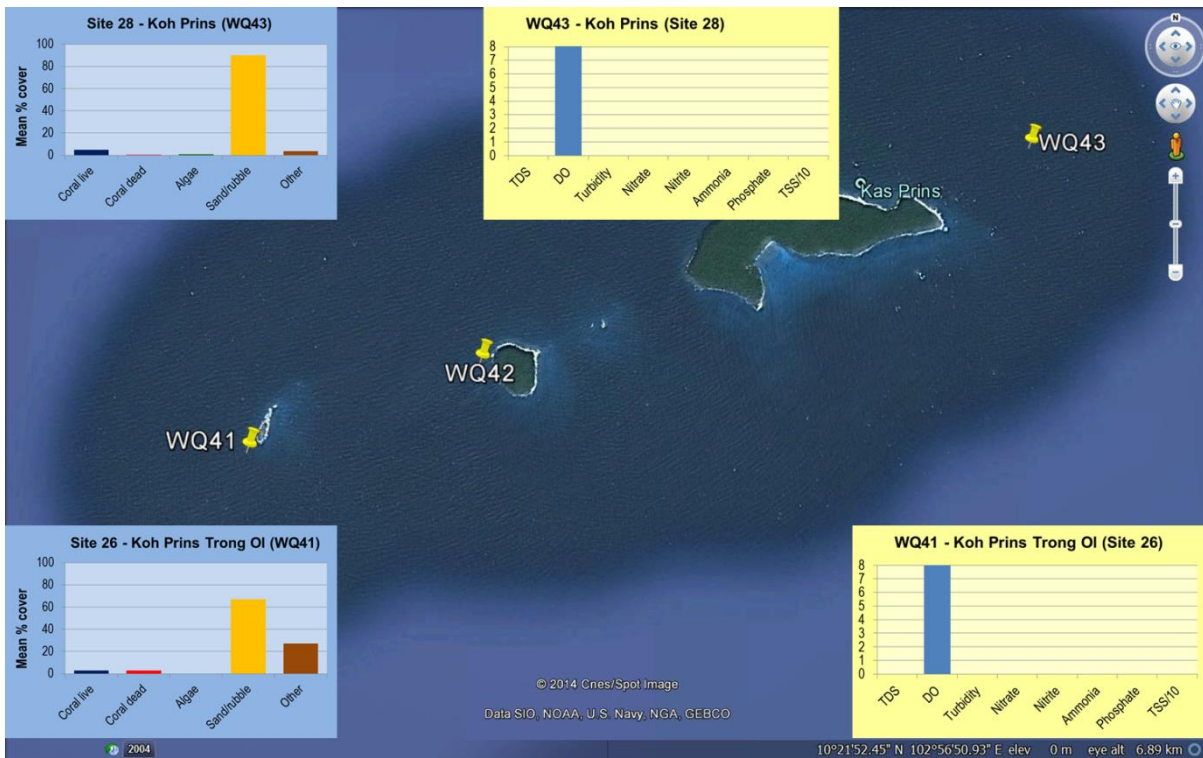 Site 28 - Koh Prins (WQ43)
Mean % cover
100
80
60
40
20
0
Coral live
Coral dead
Algae
Sand/rubble
Other
WQ43 - Koh Prins (Site 28)
8
7
6
5
4
3
2
1
0
TDS
DO
Turbidity
Nitrate
Nitrite
Ammonia
Phosphate
TSS/10
N
WQ43
Kas Prins
WQ42
WQ41
Site 26 - Koh Prins Trong Ol (WQ41)
Mean % cover
100
80
60
40
20
0
Coral live
Coral dead
Algae
Sand/rubble
Other
WQ41 - Koh Prins Trong Ol (Site 26)
8
7
6
5
4
3
2
1
0
TDS
DO
Turbidity
Nitrate
Nitrite
Ammonia
Phosphate
TSS/10
© 2014 Cnes/Spot Image
Data SIO, NOAA, U.S. Navy, NGA, GEBCO
2004
10°21'52.45" N 102°56'50.93" E elev 0 m eye alt 6.89 km